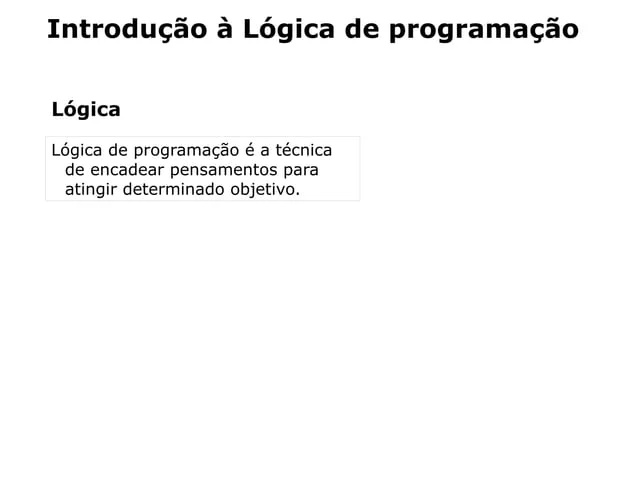 Introdução à Lógica de programação
Lógica
Lógica de programação é a técnica
de encadear pensamentos para
atingir determinado objetivo.